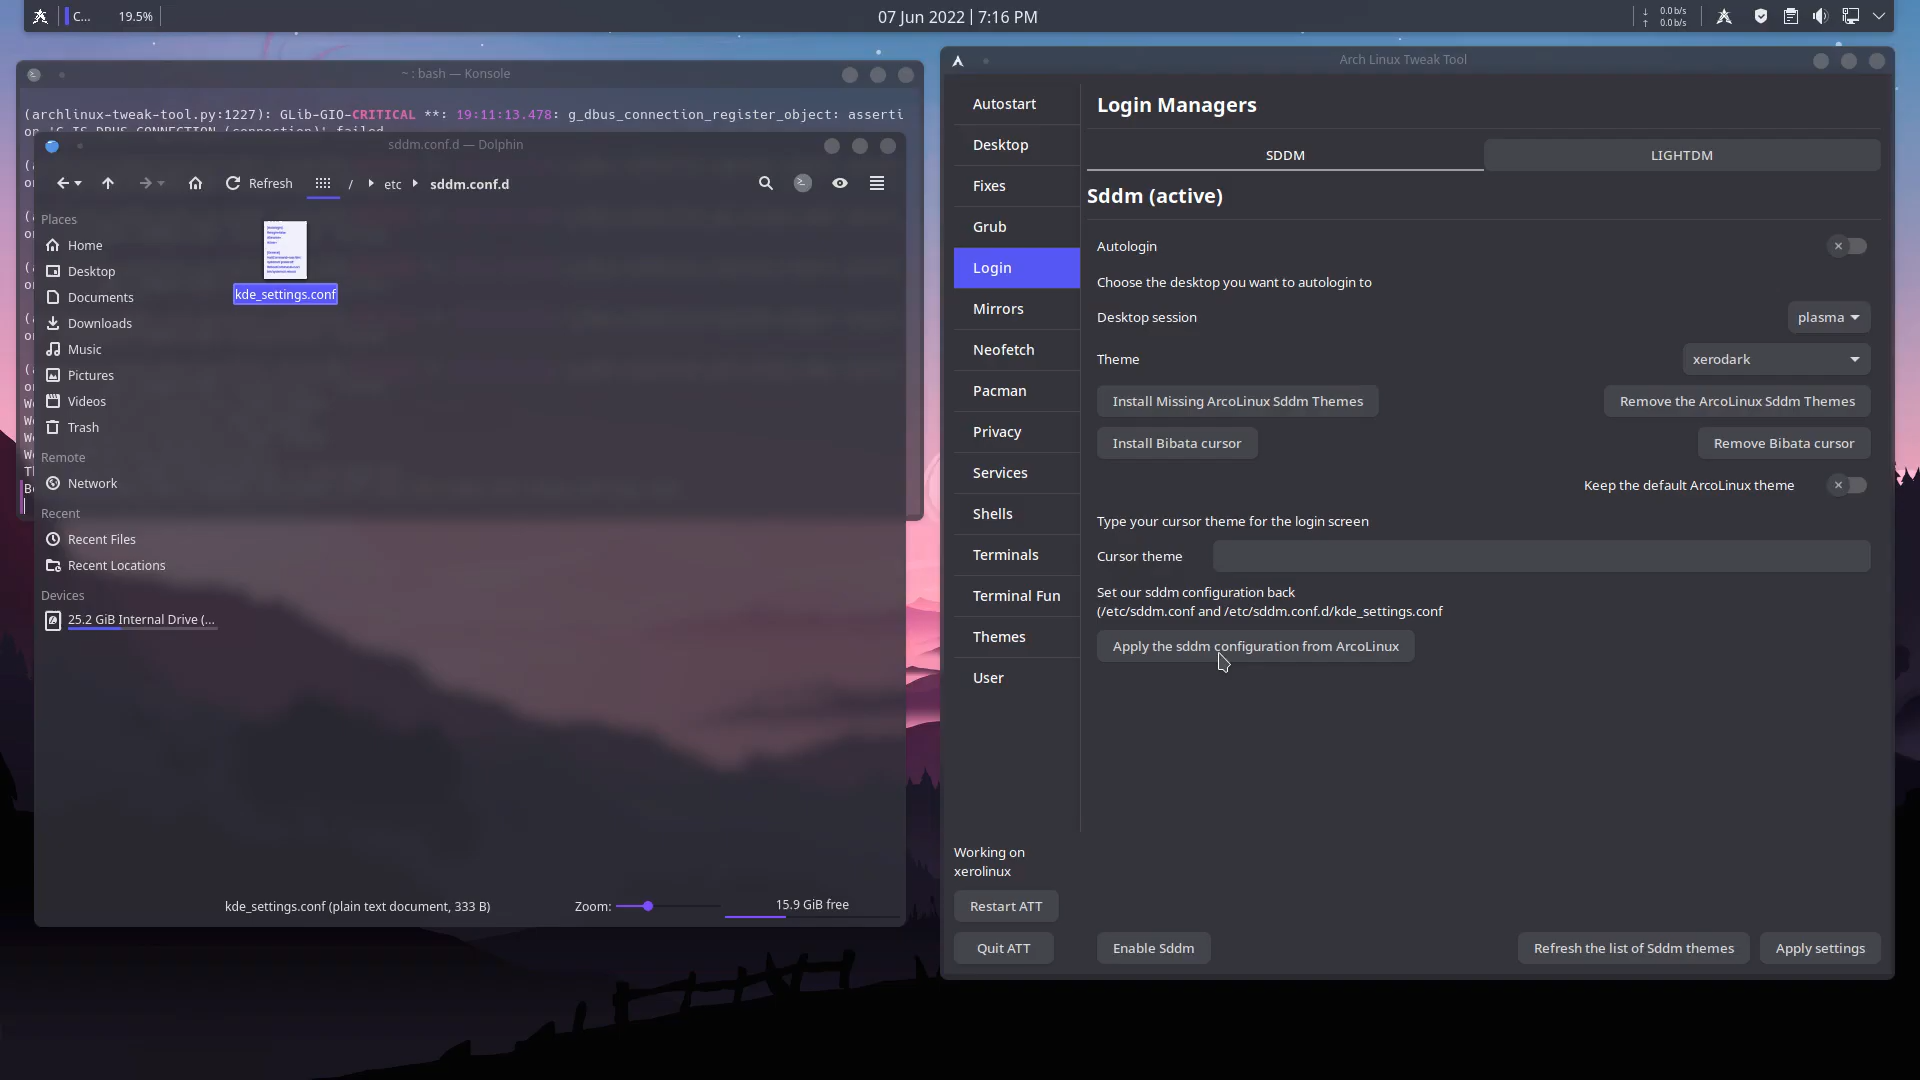 C...
19.5%
07 Jun 2022 | 7:16 PM
↓ 0.0 b/s
↑ 0.0 b/s
~ : bash — Konsole
(archlinux-tweak-tool.py:1227): GLib-GIO-CRITICAL **: 19:11:13.478: g_dbus_connection_register_object: asserti
on 'G_IS_DBUS_CONNECTION (connection)' failed
sddm.conf.d — Dolphin
Refresh
/
etc
sddm.conf.d
Places
Home
Desktop
Documents
Downloads
Music
Pictures
Videos
Trash
Remote
Network
Recent
Recent Files
Recent Locations
Devices
25.2 GiB Internal Drive (...
kde_settings.conf
kde_settings.conf (plain text document, 333 B)
Zoom:
15.9 GiB free
Arch Linux Tweak Tool
Autostart
Desktop
Fixes
Grub
Login
Mirrors
Neofetch
Pacman
Privacy
Services
Shells
Terminals
Terminal Fun
Themes
User
Working on
xerolinux
Restart ATT
Quit ATT
Login Managers
SDDM
LIGHTDM
Sddm (active)
Autologin
Choose the desktop you want to autologin to
Desktop session
plasma
Theme
xerodark
Install Missing ArcoLinux Sddm Themes
Remove the ArcoLinux Sddm Themes
Install Bibata cursor
Remove Bibata cursor
Keep the default ArcoLinux theme
Type your cursor theme for the login screen
Cursor theme
Set our sddm configuration back
(/etc/sddm.conf and /etc/sddm.conf.d/kde_settings.conf
Apply the sddm configuration from ArcoLinux
Enable Sddm
Refresh the list of Sddm themes
Apply settings